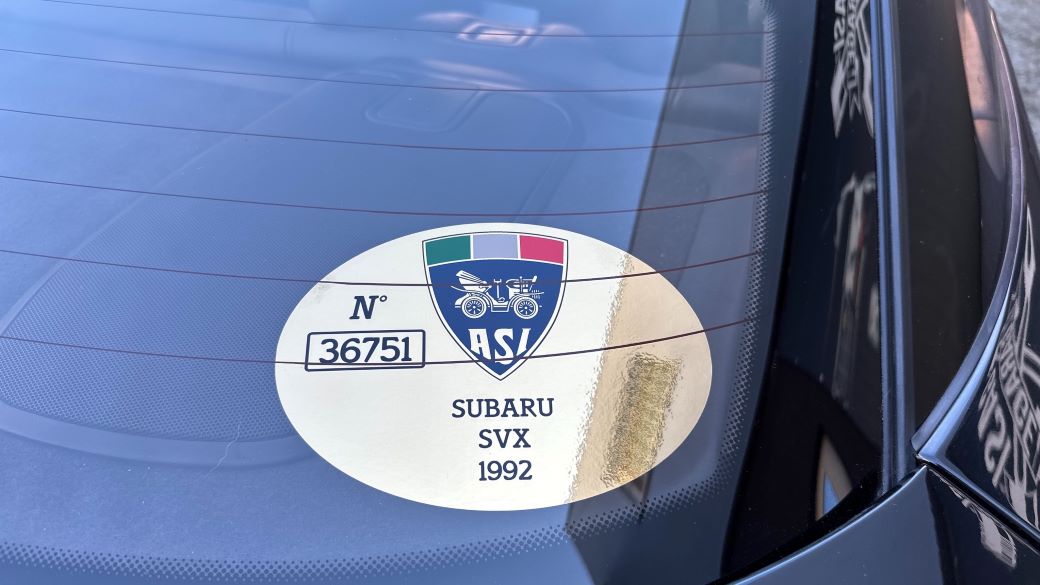 N°
36751
ASI
SUBARU
SVX
1992